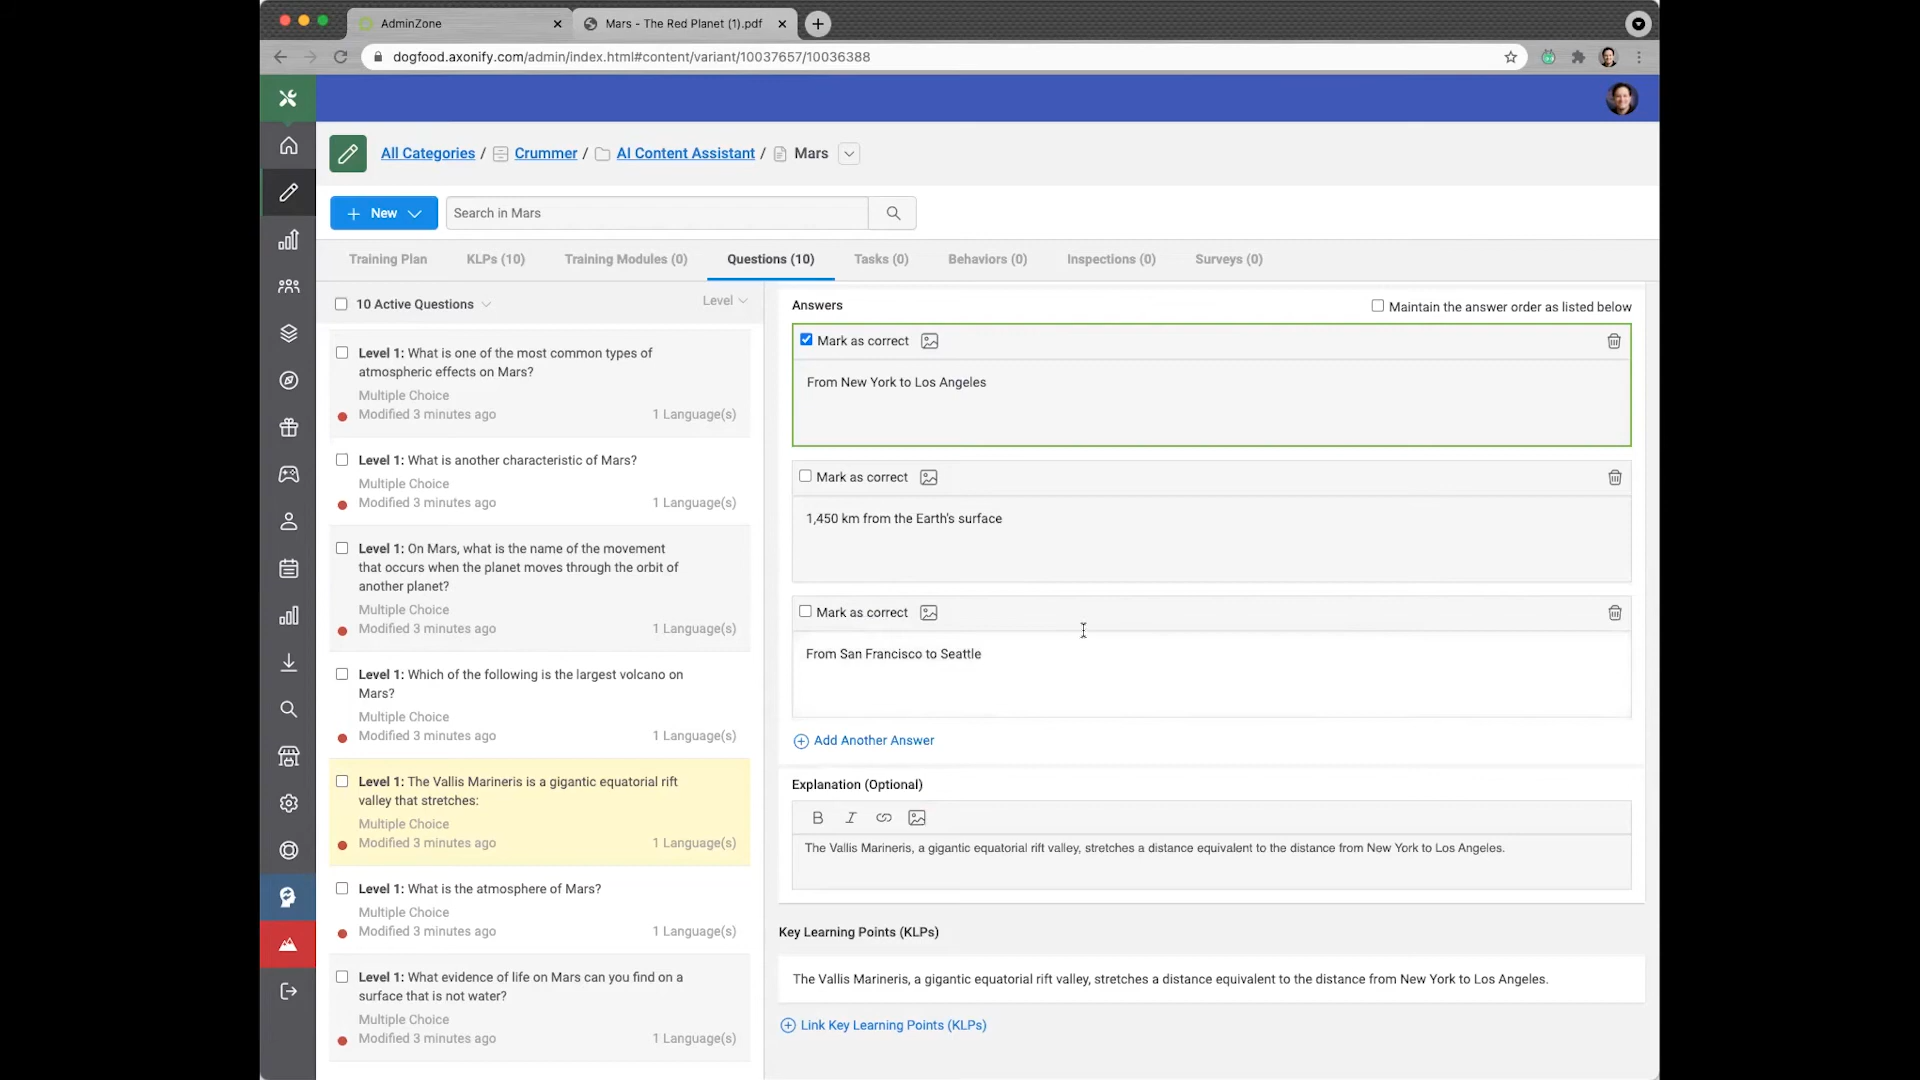 AdminZone
Mars - The Red Planet (1).pdf
dogfood.axonify.com/admin/index.html#content/variant/10037657/10036388
All Categories / Crummer / AI Content Assistant / Mars
New
Search in Mars
Training Plan
KLPs (10)
Training Modules (0)
Questions (10)
Tasks (0)
Behaviors (0)
Inspections (0)
Surveys (0)
10 Active Questions
Level
Level 1: What is one of the most common types of
atmospheric effects on Mars?
Multiple Choice
Modified 3 minutes ago
1 Language(s)
Level 1: What is another characteristic of Mars?
Multiple Choice
Modified 3 minutes ago
1 Language(s)
Level 1: On Mars, what is the name of the movement
that occurs when the planet moves through the orbit of
another planet?
Multiple Choice
Modified 3 minutes ago
1 Language(s)
Level 1: Which of the following is the largest volcano on
Mars?
Multiple Choice
Modified 3 minutes ago
1 Language(s)
Level 1: The Vallis Marineris is a gigantic equatorial rift
valley that stretches:
Multiple Choice
Modified 3 minutes ago
1 Language(s)
Level 1: What is the atmosphere of Mars?
Multiple Choice
Modified 3 minutes ago
1 Language(s)
Level 1: What evidence of life on Mars can you find on a
surface that is not water?
Multiple Choice
Modified 3 minutes ago
1 Language(s)
Answers
Maintain the answer order as listed below
Mark as correct
From New York to Los Angeles
Mark as correct
1,450 km from the Earth's surface
Mark as correct
From San Francisco to Seattle
Add Another Answer
Explanation (Optional)
B I
The Vallis Marineris, a gigantic equatorial rift valley, stretches a distance equivalent to the distance from New York to Los Angeles.
Key Learning Points (KLPs)
The Vallis Marineris, a gigantic equatorial rift valley, stretches a distance equivalent to the distance from New York to Los Angeles.
Link Key Learning Points (KLPs)